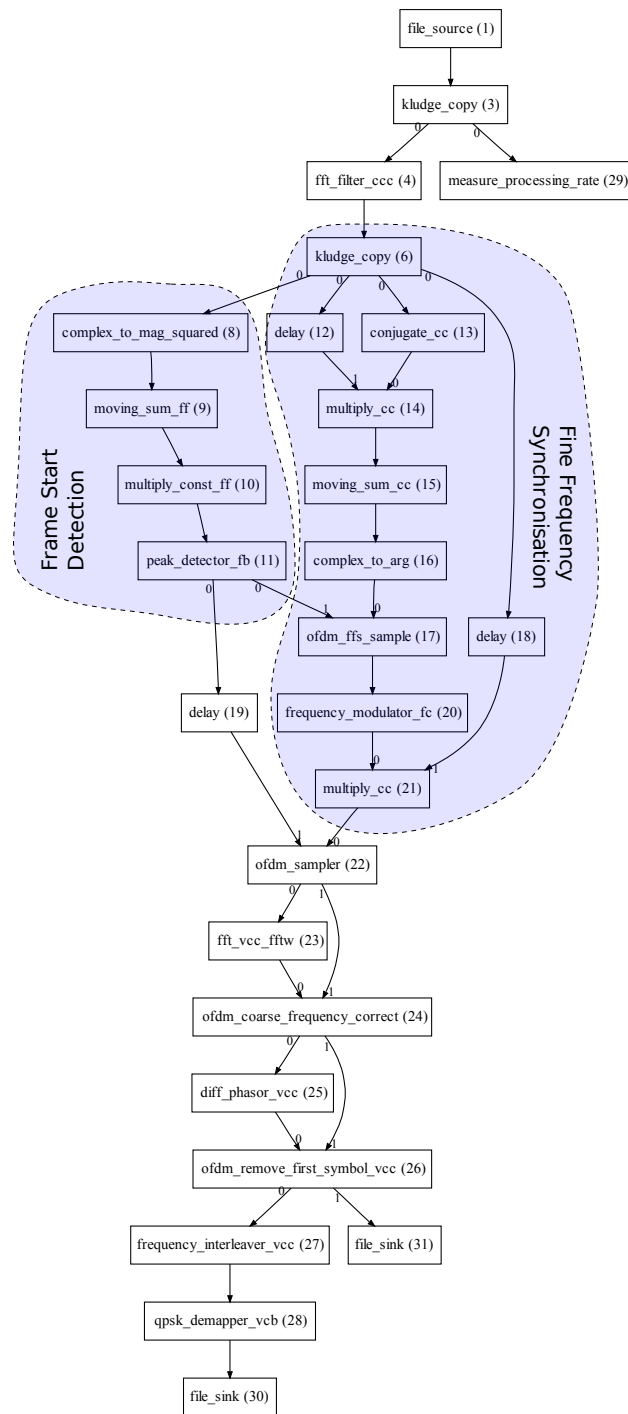 file_source (1)
kludge_copy (3)
0
0
fft_filter_ccc (4)
measure_processing_rate (29)
kludge_copy (6)
0
0
0
0
complex_to_mag_squared (8)
delay (12)
conjugate_cc (13)
1
0
moving_sum_ff (9)
multiply_cc (14)
Frame Start
Detection
Fine Frequency
Synchronisation
multiply_const_ff (10)
moving_sum_cc (15)
peak_detector_fb (11)
complex_to_arg (16)
0
0
1
0
ofdm_ffs_sample (17)
delay (18)
delay (19)
frequency_modulator_fc (20)
0
1
multiply_cc (21)
1
0
ofdm_sampler (22)
0
1
fft_vcc_fftw (23)
0
1
ofdm_coarse_frequency_correct (24)
0
1
diff_phasor_vcc (25)
0
1
ofdm_remove_first_symbol_vcc (26)
0
1
frequency_interleaver_vcc (27)
file_sink (31)
qpsk_demapper_vcb (28)
file_sink (30)